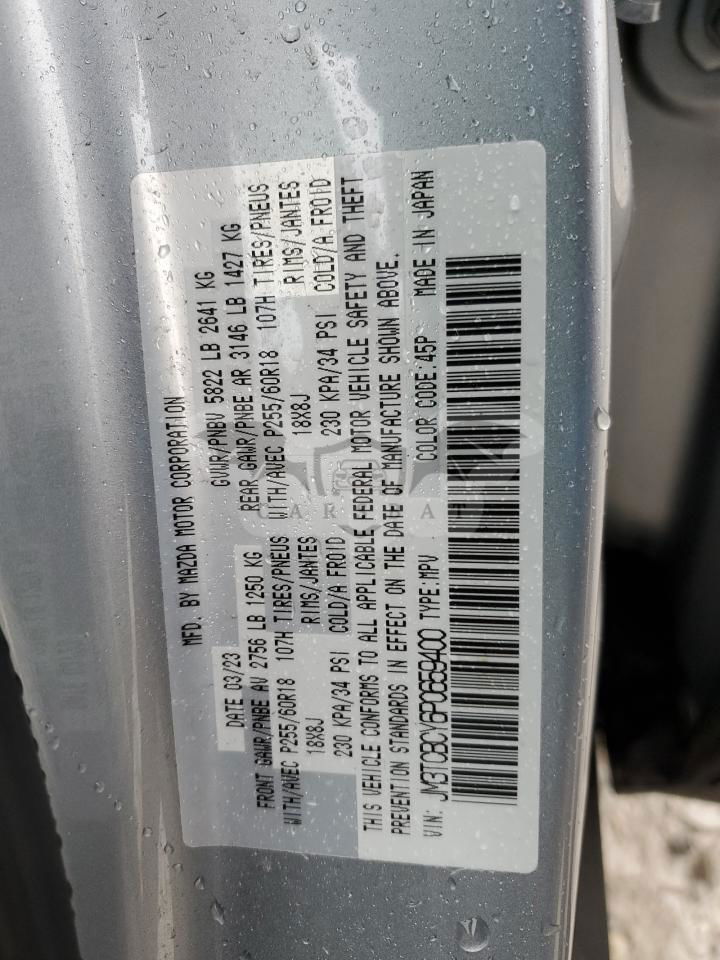 MFD. BY MAZDA MOTOR CORPORATION
DATE 03/23 GVWR/PNBV 5822 LB 2641 KG
FRONT GAWR/PNBE AV 2756 LB 1250 KG REAR GAWR/PNBE AR 3146 LB 1427 KG
WITH/AVEC P255/60R18 107H TIRES/PNEUS WITH/AVEC P255/60R18 107H TIRES/PNEUS
18X8J RIMS/JANTES 18X8J RIMS/JANTES
230 KPA/34 PSI COLD/A FROID 230 KPA/34 PSI COLD/A FROID
THIS VEHICLE CONFORMS TO ALL APPLICABLE FEDERAL MOTOR VEHICLE SAFETY AND THEFT
PREVENTION STANDARDS IN EFFECT ON THE DATE OF MANUFACTURE SHOWN ABOVE.
VIN: JM3TCBCY6P0659400 TYPE:MPV COLOR CODE:45P MADE IN JAPAN